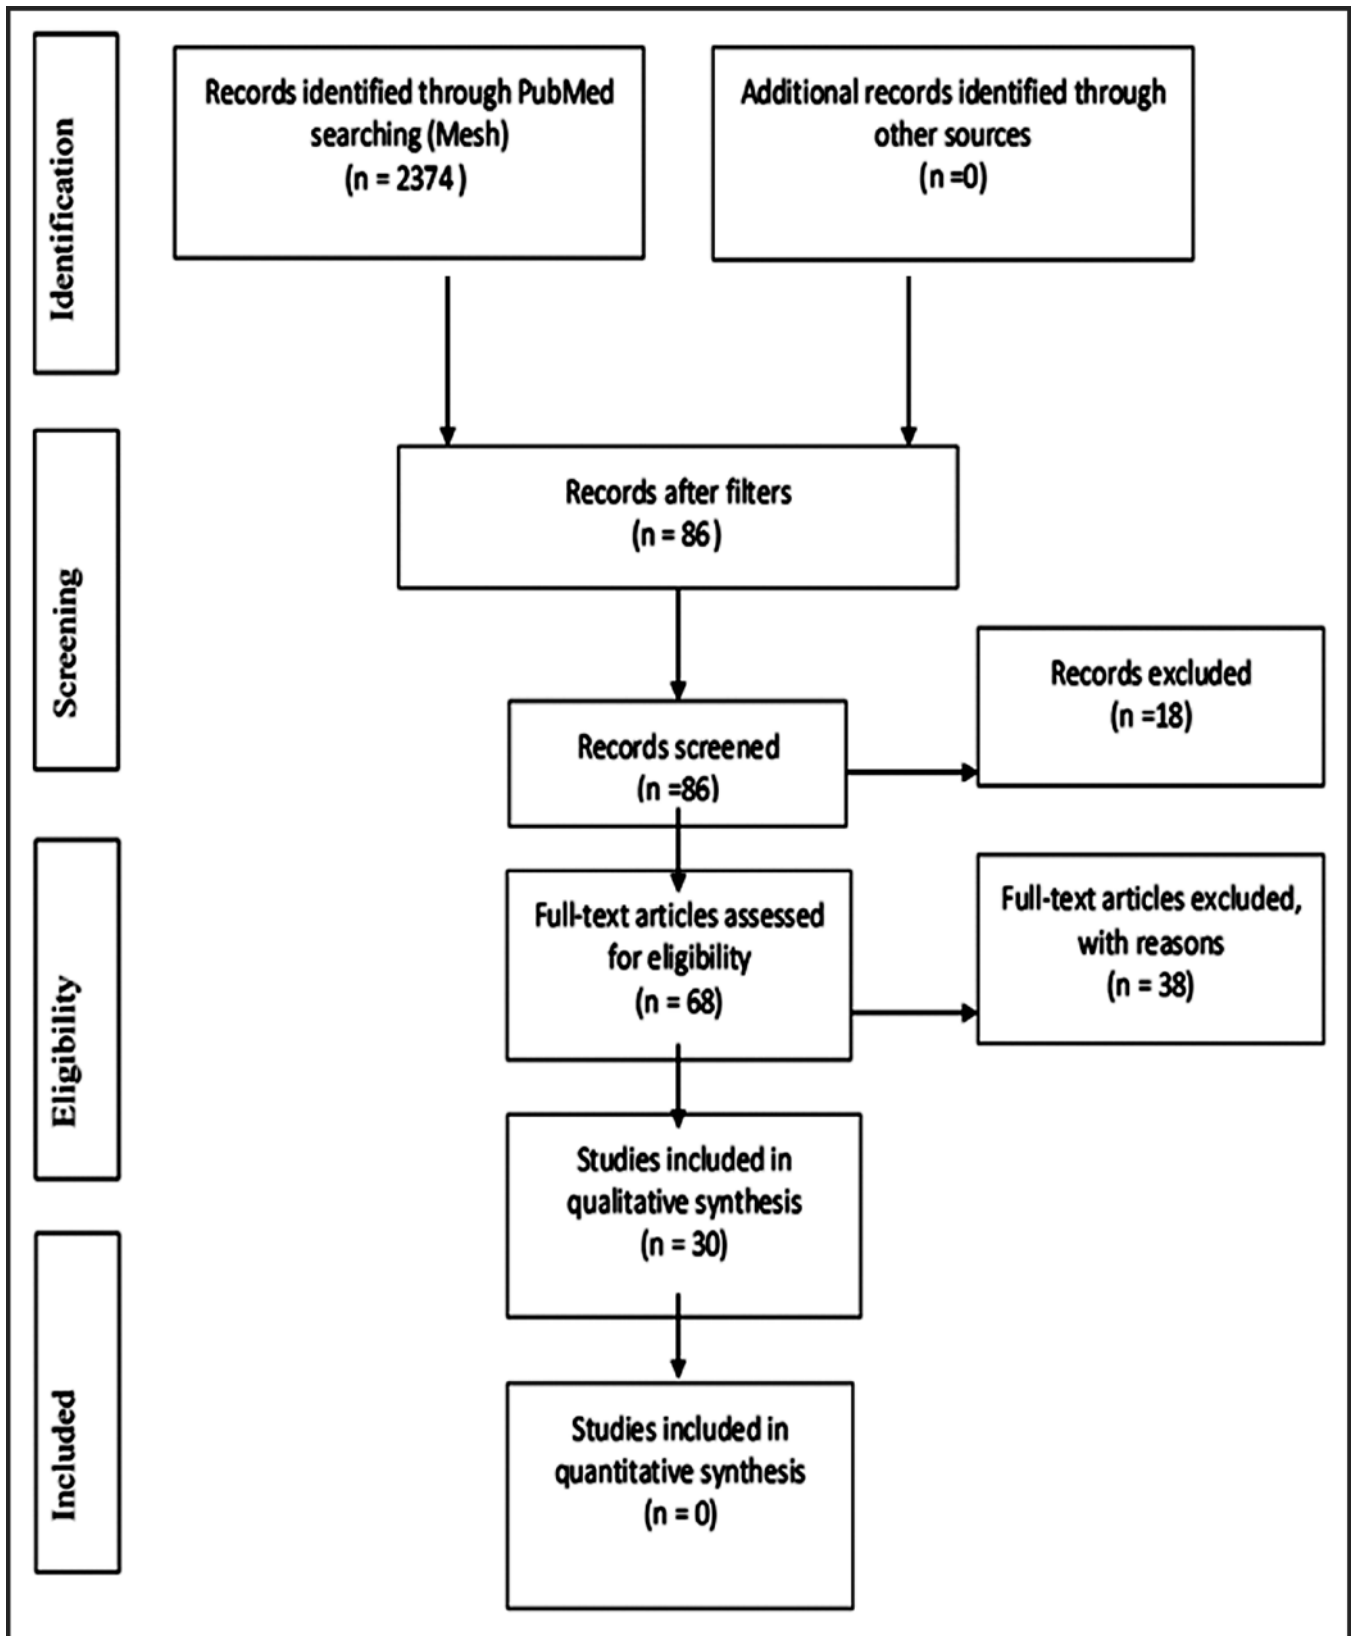 Identification
Records identified through PubMed
searching (Mesh)
(n = 2374 )
Additional records identified through
other sources
(n =0)
Screening
Records after filters
(n = 86 )
Records screened
(n =86)
Records excluded
(n =18)
Eligibility
Full-text articles assessed
for eligibility
(n = 68)
Full-text articles excluded,
with reasons
(n = 38)
Studies included in
qualitative synthesis
(n = 30)
Included
Studies included in
quantitative synthesis
(n = 0)